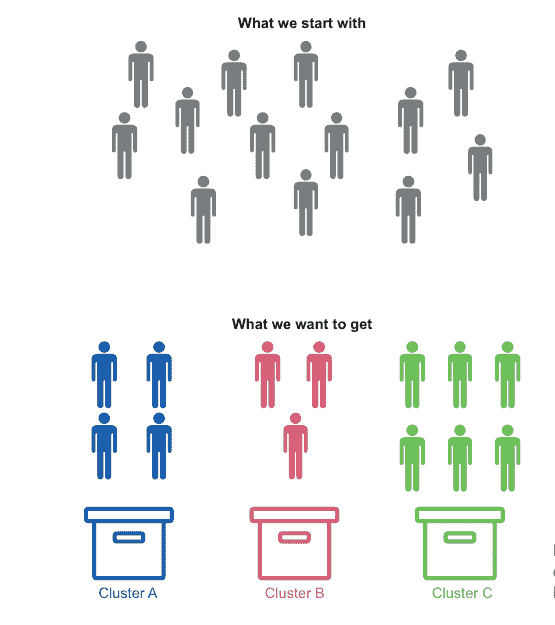 What we start with
What we want to get
Cluster A
Cluster B
Cluster C